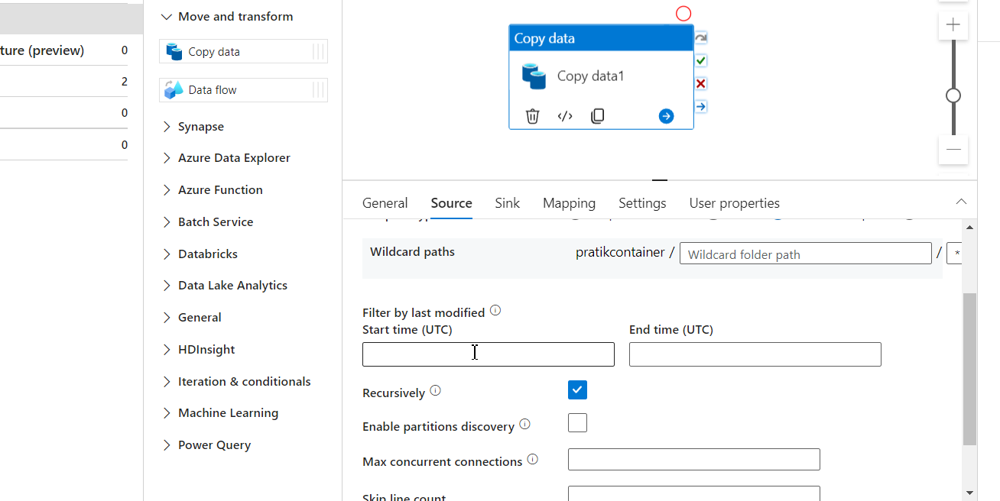 ture (preview) 0
2
0
0
Move and transform
Copy data
Data flow
Synapse
Azure Data Explorer
Azure Function
Batch Service
Databricks
Data Lake Analytics
General
HDInsight
Iteration & conditionals
Machine Learning
Power Query
Copy data
Copy data1
General Source Sink Mapping Settings User properties
Wildcard paths pratikcontainer / Wildcard folder path / *
Filter by last modified
Start time (UTC) End time (UTC)
Recursively
Enable partitions discovery
Max concurrent connections
Skip line count